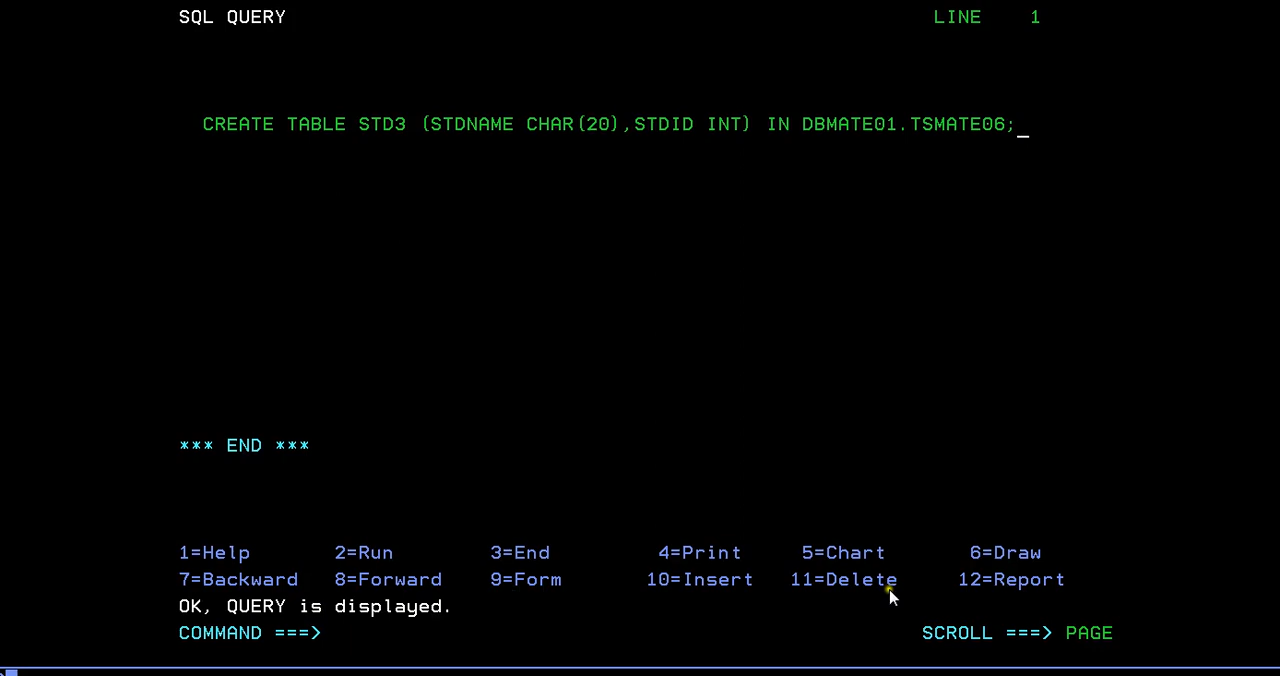 SQL QUERY LINE 1
CREATE TABLE STD3 (STDNAME CHAR(20),STDID INT) IN DBMATE01.TSMATE06;_
*** END ***
1=Help 2=Run 3=End 4=Print 5=Chart 6=Draw
7=Backward 8=Forward 9=Form 10=Insert 11=Delete 12=Report
OK, QUERY is displayed.
COMMAND ===> SCROLL ===> PAGE